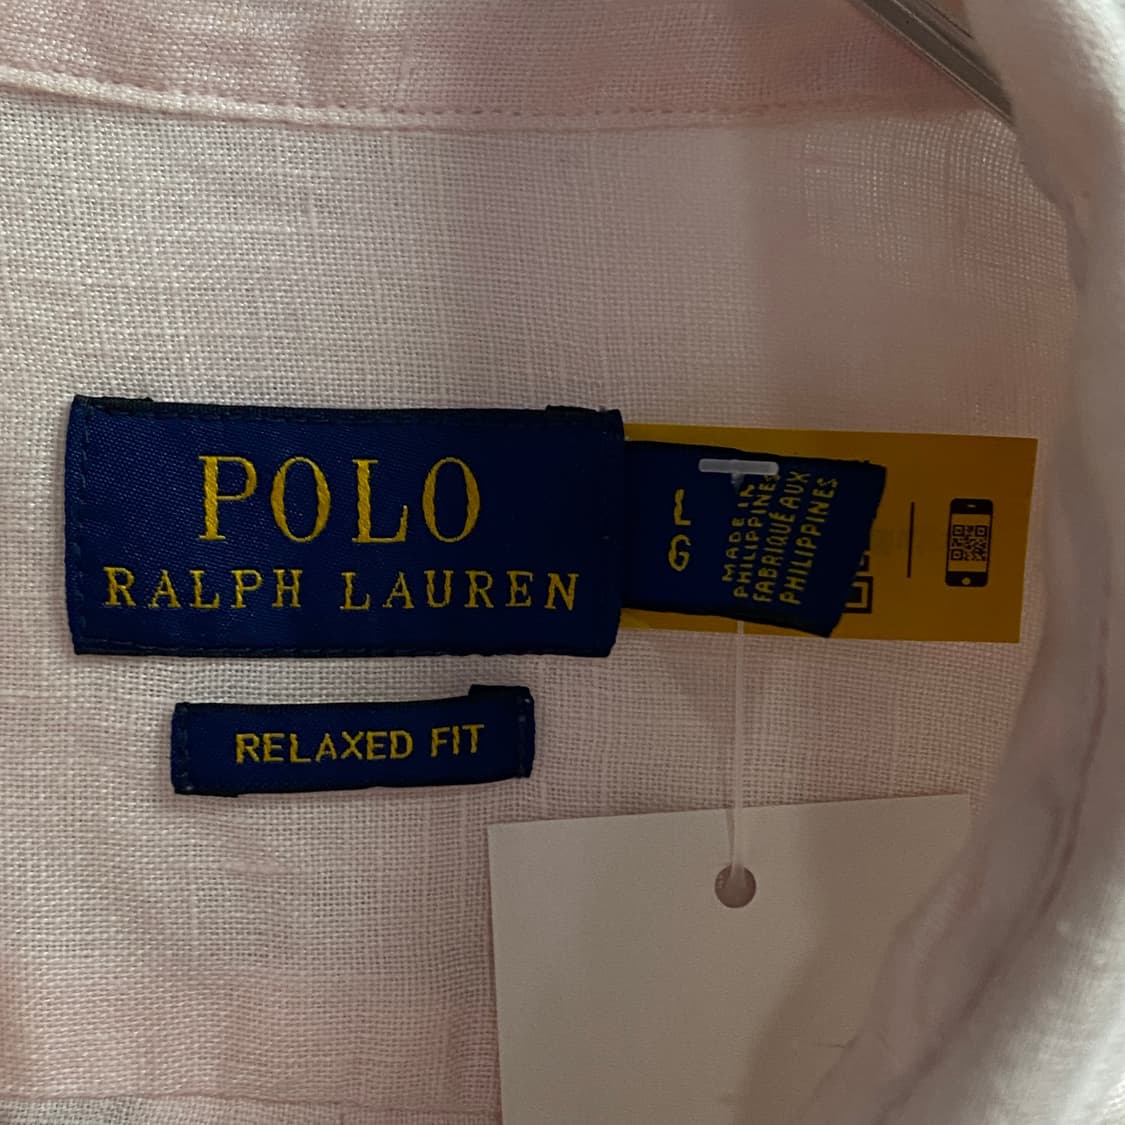 POLO
RALPH LAUREN
G L
MADE IN
PHILIPPINES
FABRIQUÉ AUX
PHILIPPINES
RELAXED FIT